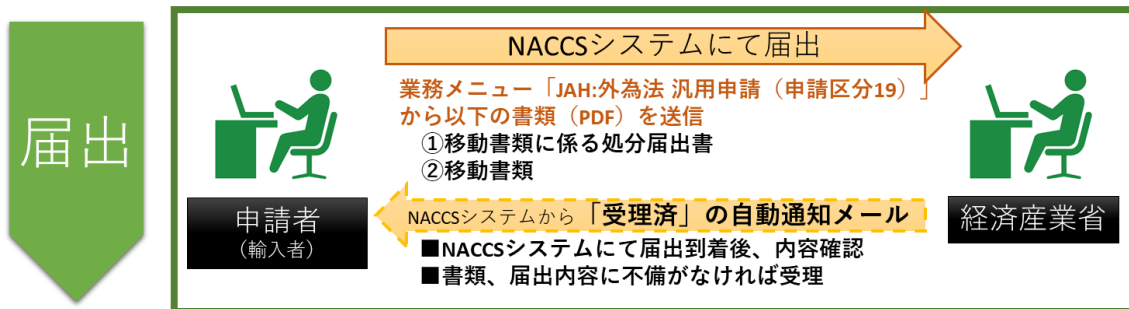 届出
NACCSシステムにて届出
業務メニュー「JAH:外為法 汎用申請（申請区分19）」
から以下の書類（PDF）を送信
①移動書類に係る処分届出書
②移動書類
申請者
（輸入者）
NACCSシステムから「受理済」の自動通知メール
経済産業省
■NACCSシステムにて届出到着後、内容確認
■書類、届出内容に不備がなければ受理